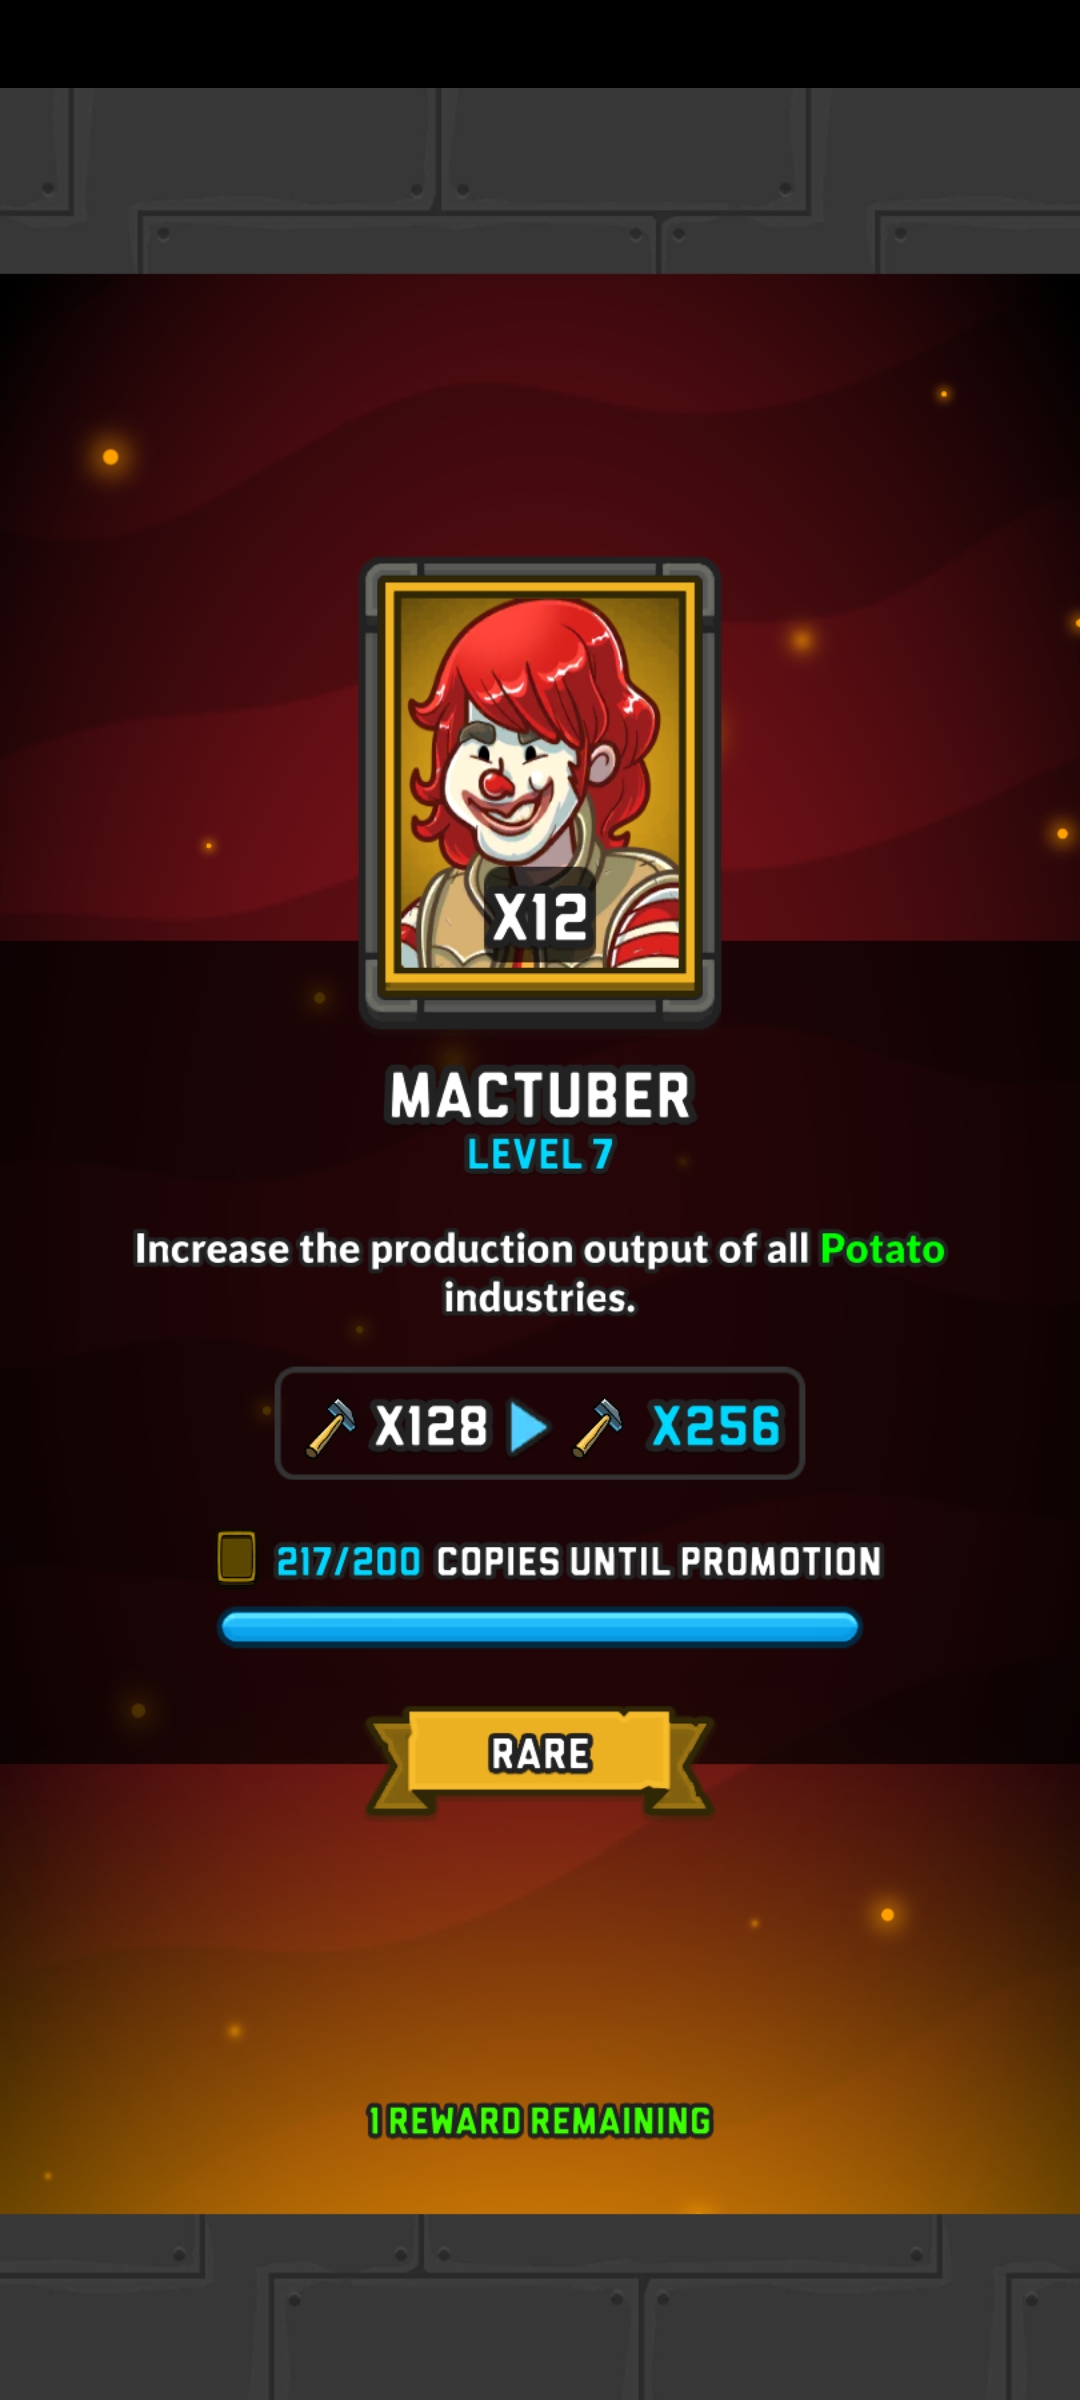 X12
MACTUBER
LEVEL 7
Increase the production output of all Potato
industries.
X128 X256
217/200 COPIES UNTIL PROMOTION
RARE
1 REWARD REMAINING